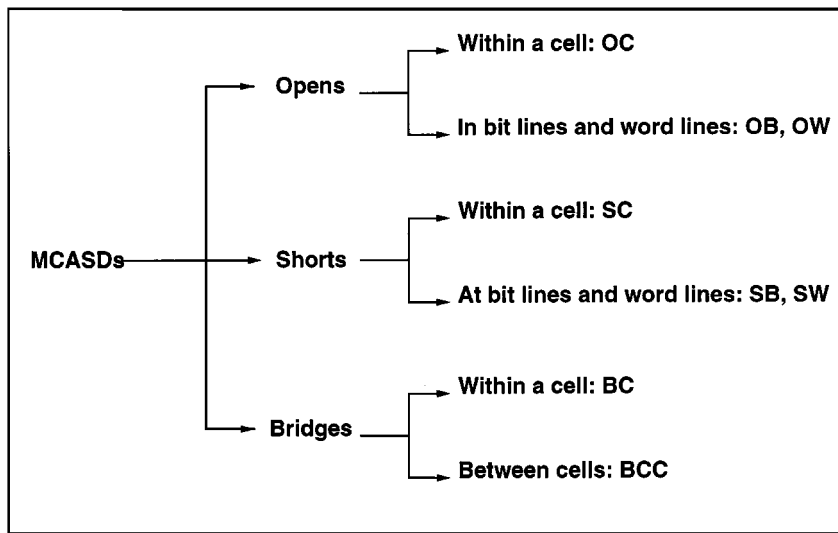 Within a cell: OC
Opens
In bit lines and word lines: OB, OW
Within a cell: SC
MCASDs
Shorts
At bit lines and word lines: SB, SW
Within a cell: BC
Bridges
Between cells: BCC